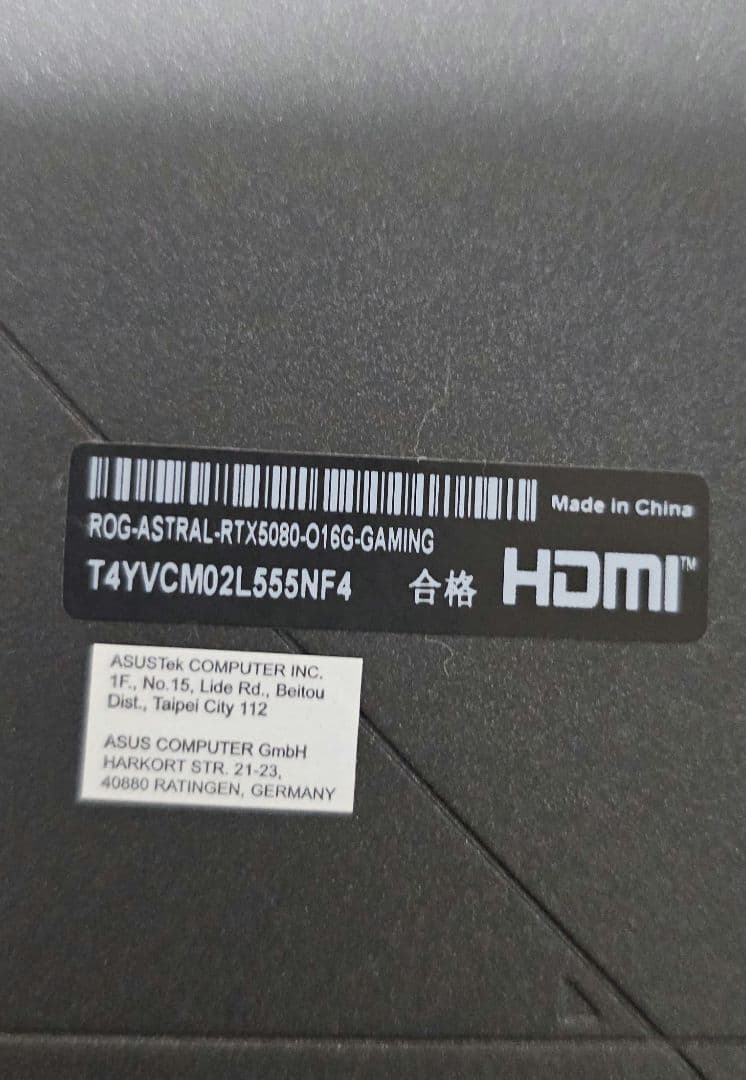 Made in China
ROG-ASTRAL-RTX5080-O16G-GAMING
T4YVCM02L555NF4 合格 HDMI™
ASUSTek COMPUTER INC.
1F., No.15, Lide Rd., Beitou
Dist., Taipei City 112
ASUS COMPUTER GmbH
HARKORT STR. 21-23,
40880 RATINGEN, GERMANY